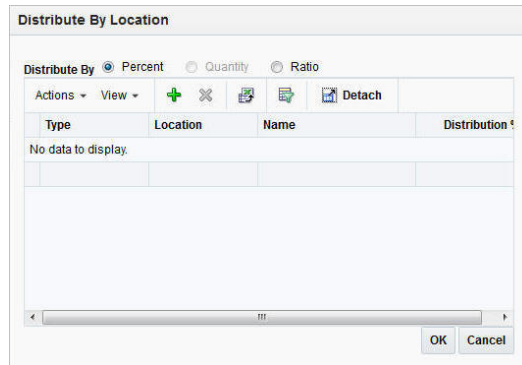 Distribute By Location
Distribute By Percent Quantity Ratio
Actions View Detach
Type Location Name Distribution %
No data to display.
OK Cancel